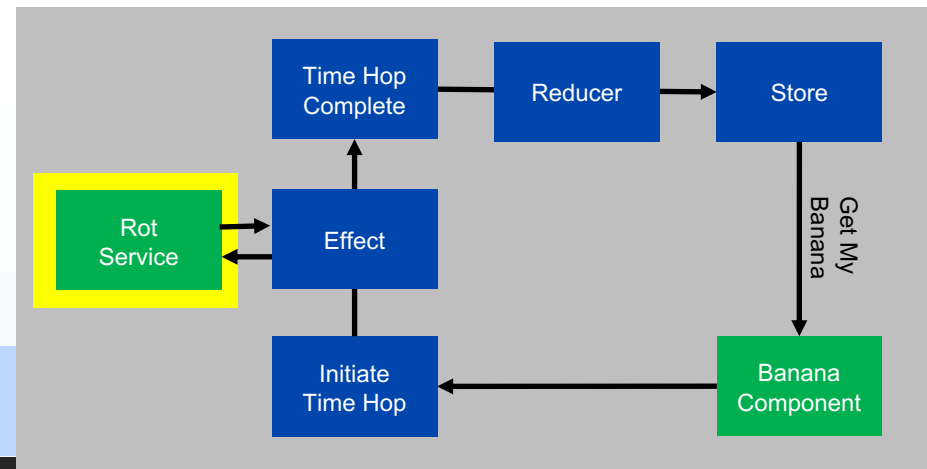 Time Hop
Complete
Reducer
Store
Rot
Service
Effect
Get My
Banana
Initiate
Time Hop
Banana
Component